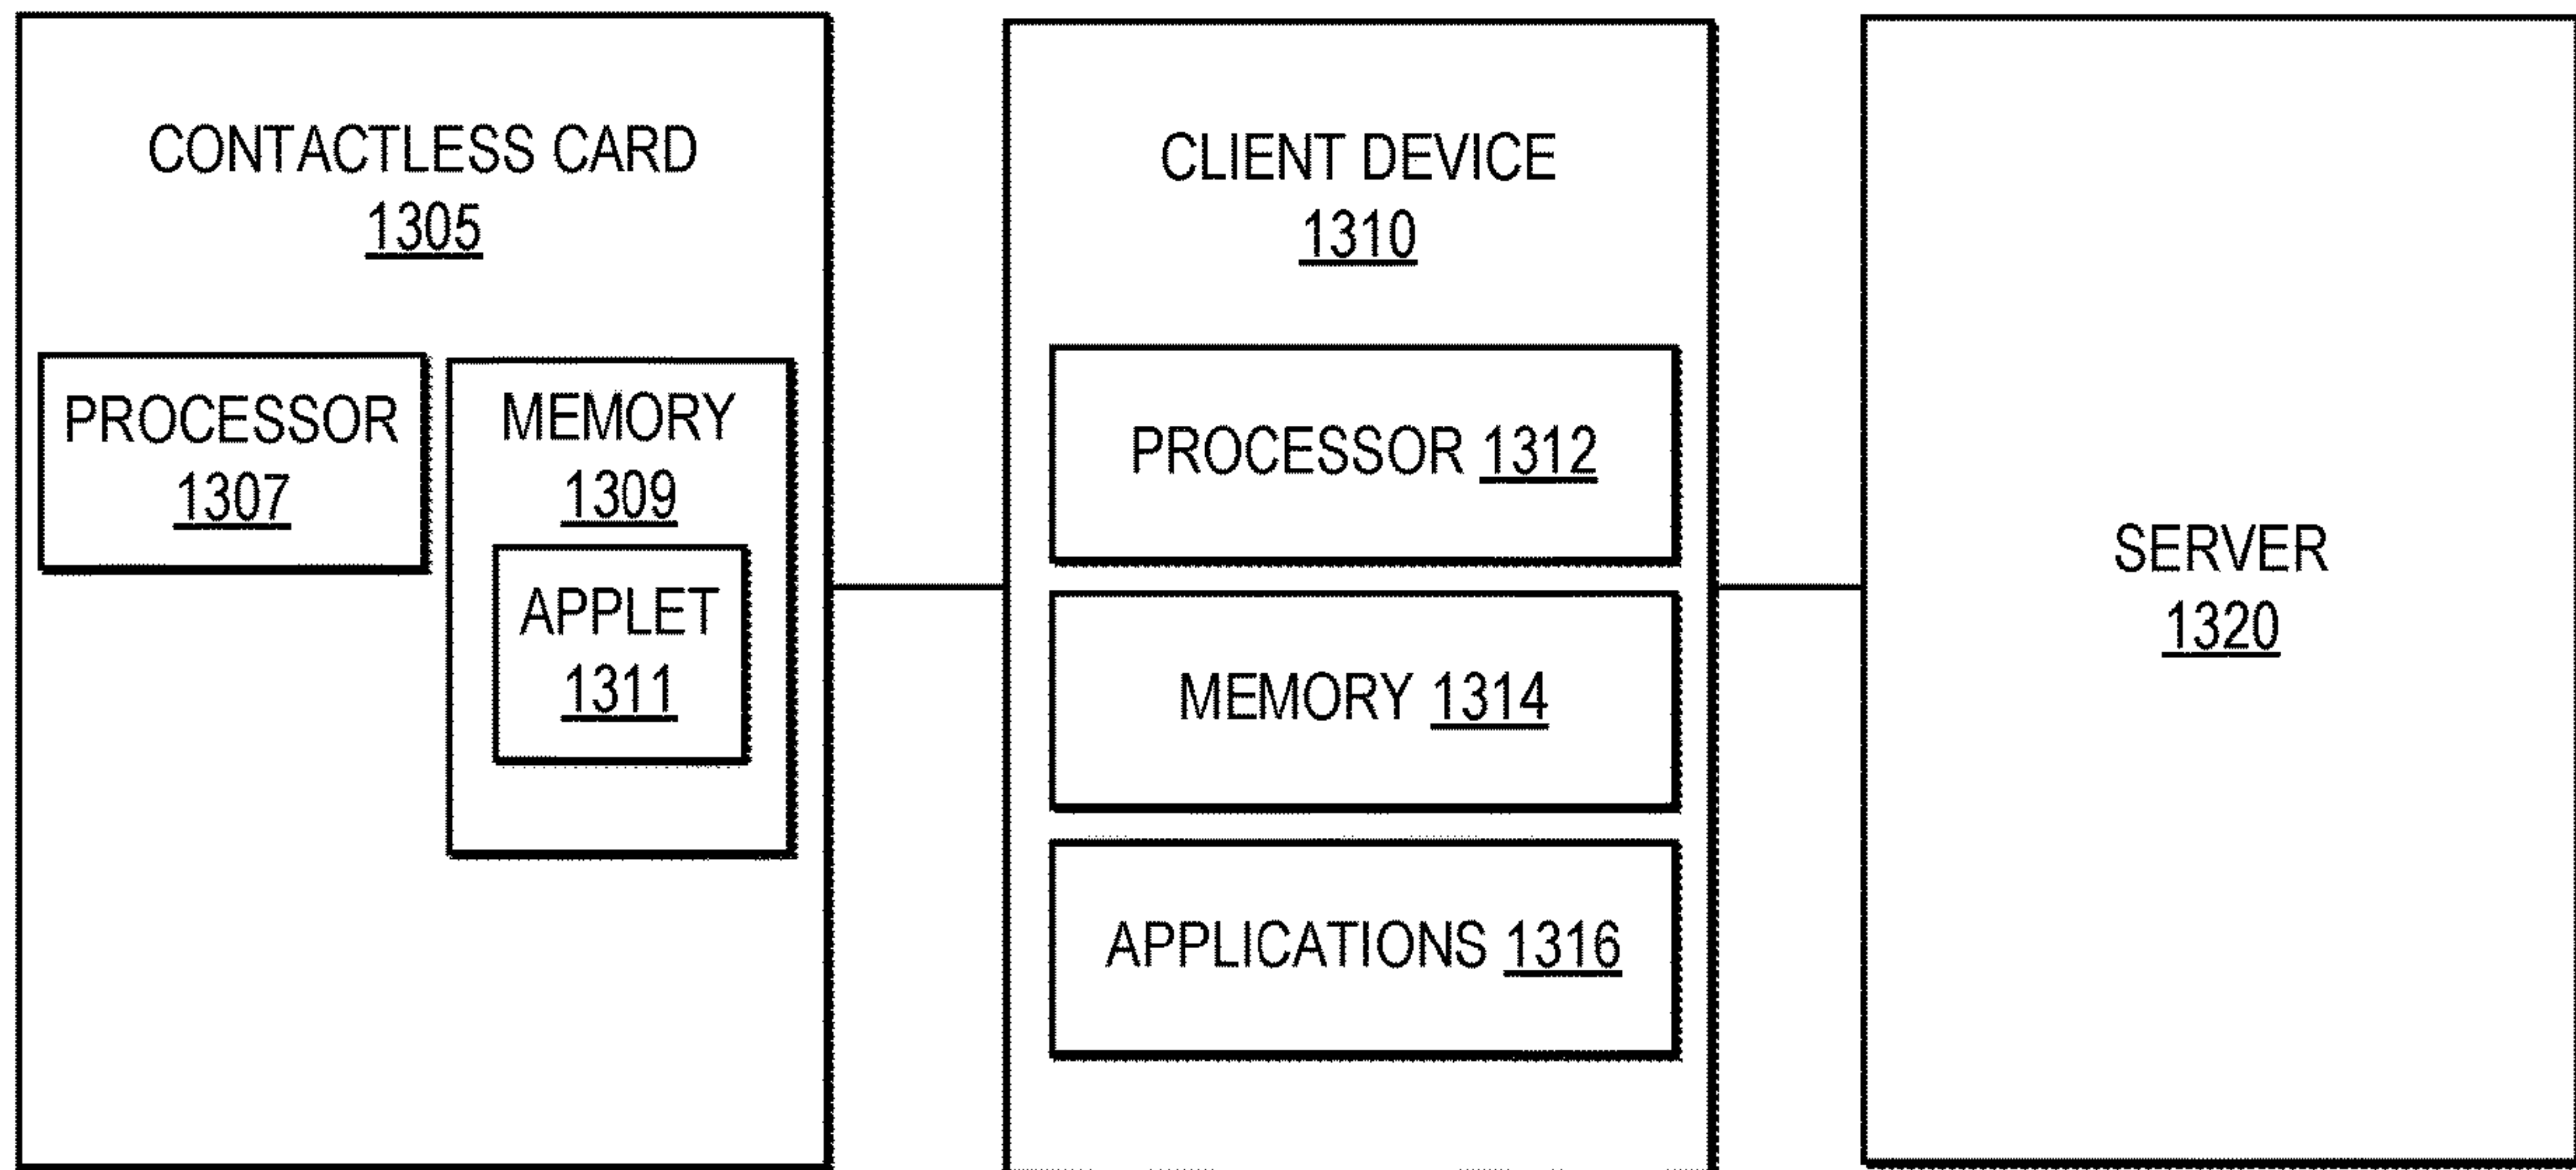 CONTACTLESS CARD
1305
PROCESSOR
1307
MEMORY
1309
APPLET
1311
CLIENT DEVICE
1310
PROCESSOR 1312
MEMORY 1314
APPLICATIONS 1316
SERVER
1320